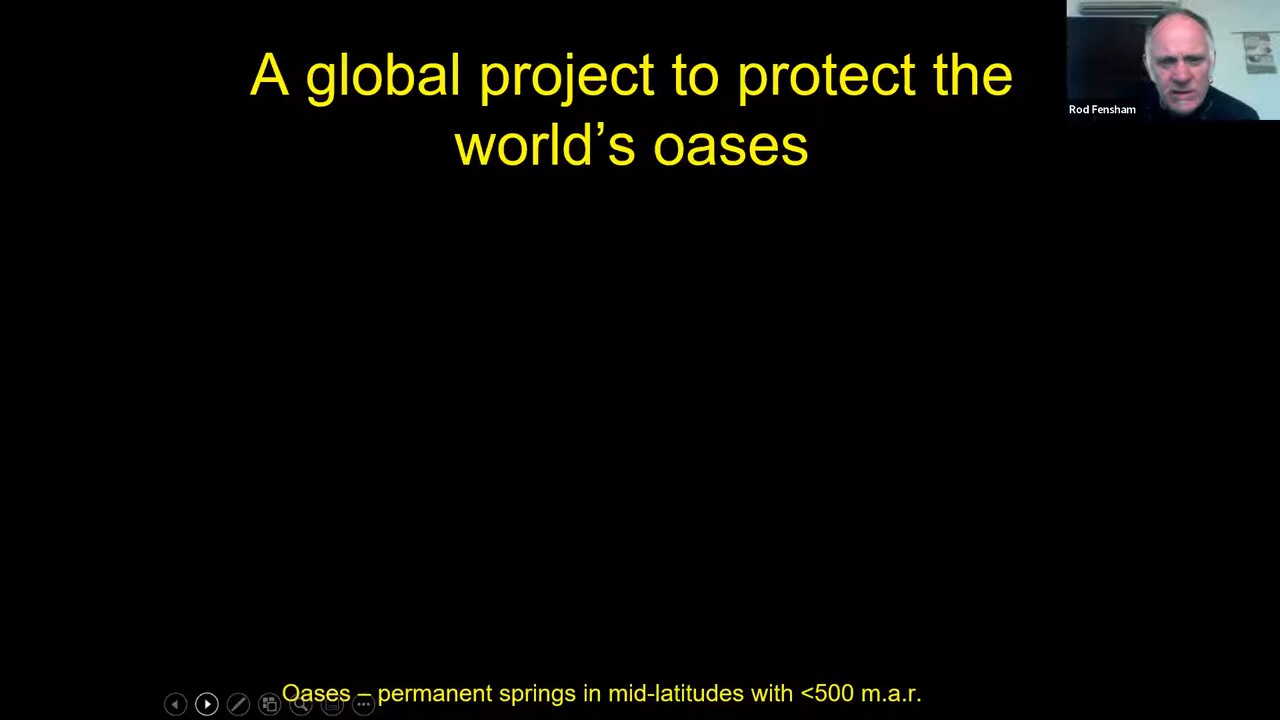 A global project to protect the
world’s oases
Rod Fensham
Oases – permanent springs in mid-latitudes with <500 m.a.r.